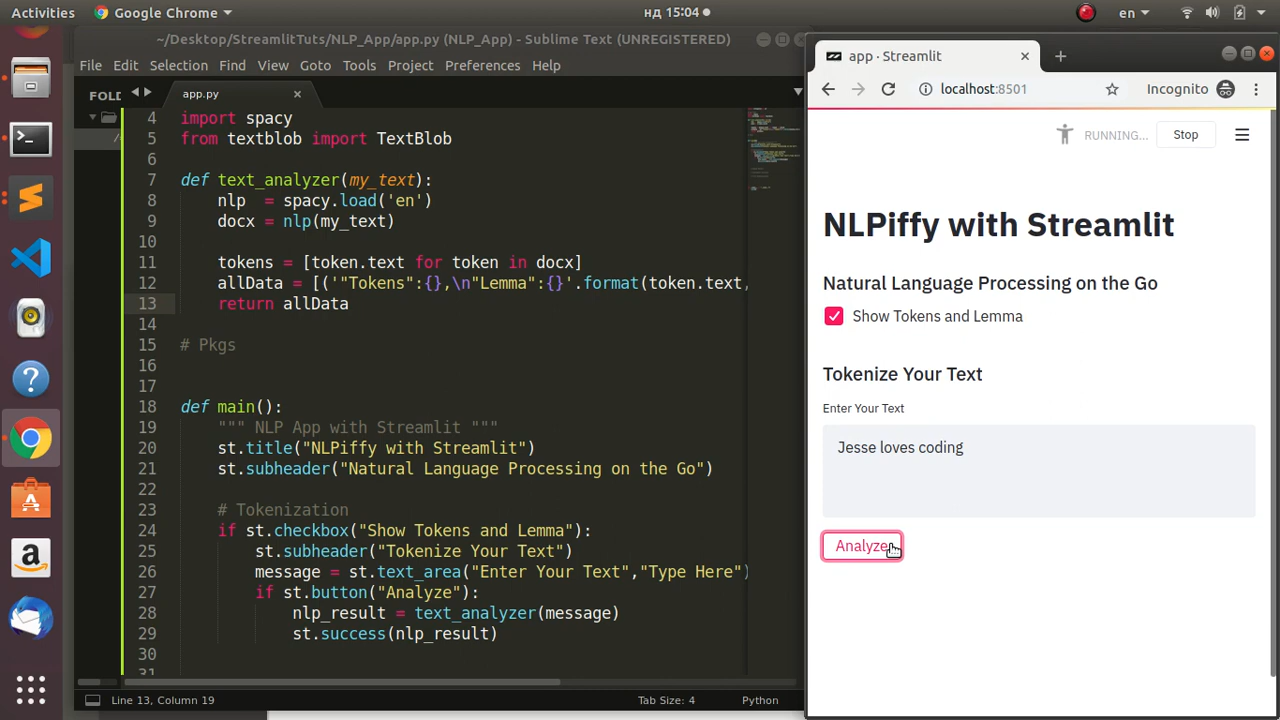 Activities
Google Chrome
нд 15:04
en
~/Desktop/StreamlitTuts/NLP_App/app.py (NLP_App) - Sublime Text (UNREGISTERED)
File Edit Selection Find View Goto Tools Project Preferences Help
FOLD
app.py
4 import spacy
5 from textblob import TextBlob
6
7 def text_analyzer(my_text):
8 nlp = spacy.load('en')
9 docx = nlp(my_text)
10
11 tokens = [token.text for token in docx]
12 allData = [('"Tokens":{},\n"Lemma":{}'.format(token.text,
13 return allData
14
15 # Pkgs
16
17
18 def main():
19 """ NLP App with Streamlit """
20 st.title("NLPiffy with Streamlit")
21 st.subheader("Natural Language Processing on the Go")
22
23 # Tokenization
24 if st.checkbox("Show Tokens and Lemma"):
25 st.subheader("Tokenize Your Text")
26 message = st.text_area("Enter Your Text","Type Here")
27 if st.button("Analyze"):
28 nlp_result = text_analyzer(message)
29 st.success(nlp_result)
30
31
Line 13, Column 19
Tab Size: 4
Python
app · Streamlit
localhost:8501
Incognito
RUNNING...
Stop
NLPiffy with Streamlit
Natural Language Processing on the Go
Show Tokens and Lemma
Tokenize Your Text
Enter Your Text
Jesse loves coding
Analyze